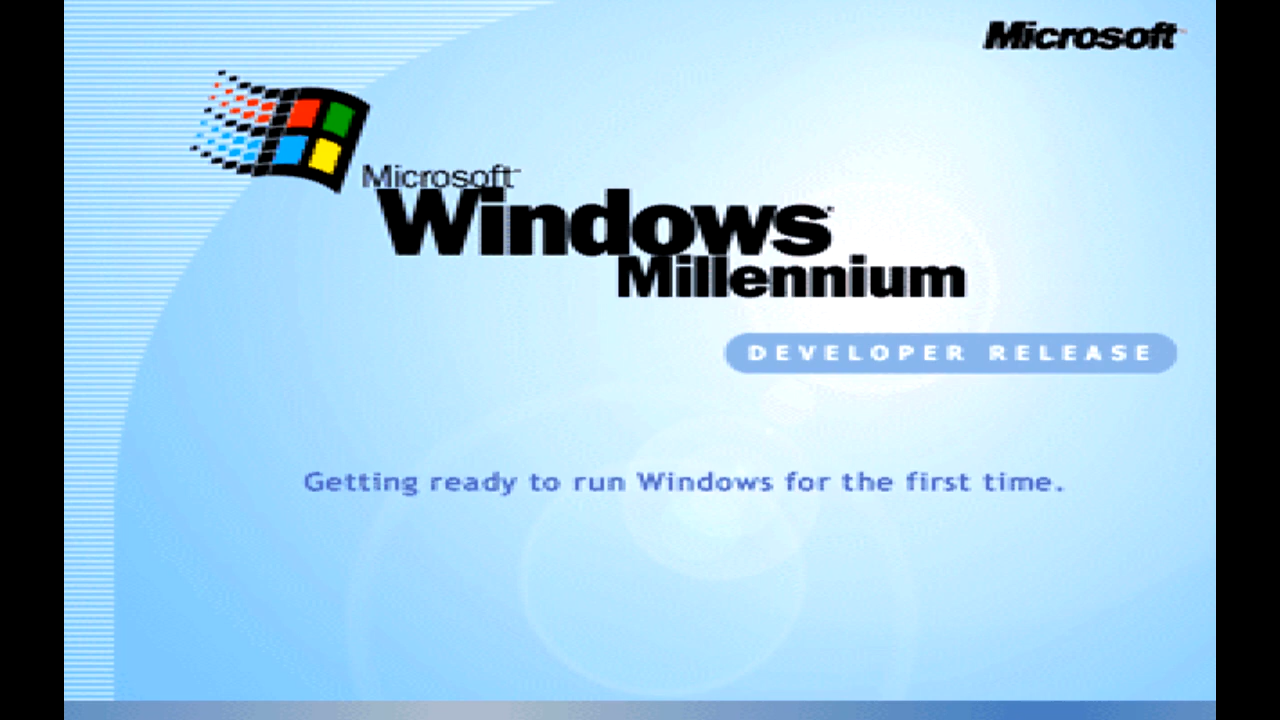 Microsoft
Microsoft
Windows
Millennium
DEVELOPER RELEASE
Getting ready to run Windows for the first time.